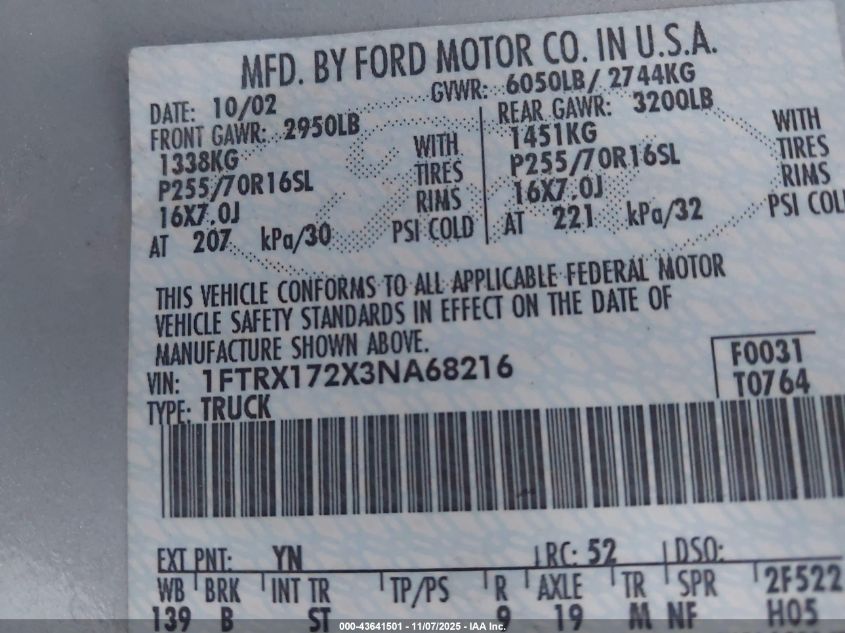 MFD. BY FORD MOTOR CO. IN U.S.A.
DATE: 10/02 GVWR: 6050LB/ 2744KG
FRONT GAWR: 2950LB REAR GAWR: 3200LB
1338KG WITH 1451KG WITH
P255/70R16SL TIRES P255/70R16SL TIRES
16X7.0J RIMS 16X7.0J RIMS
AT 207 kPa/30 PSI COLD AT 221 kPa/32 PSI COL
THIS VEHICLE CONFORMS TO ALL APPLICABLE FEDERAL MOTOR
VEHICLE SAFETY STANDARDS IN EFFECT ON THE DATE OF
MANUFACTURE SHOWN ABOVE.
VIN: 1FTRX172X3NA68216 F0031
TYPE: TRUCK T0764
EXT PNT: YN RC: 52 DSO:
WB BRK INT TR TP/PS R AXLE TR SPR 2F522
139 B ST 9 19 M NF H05
000-43641501 - 11/07/2025 - IAA Inc.